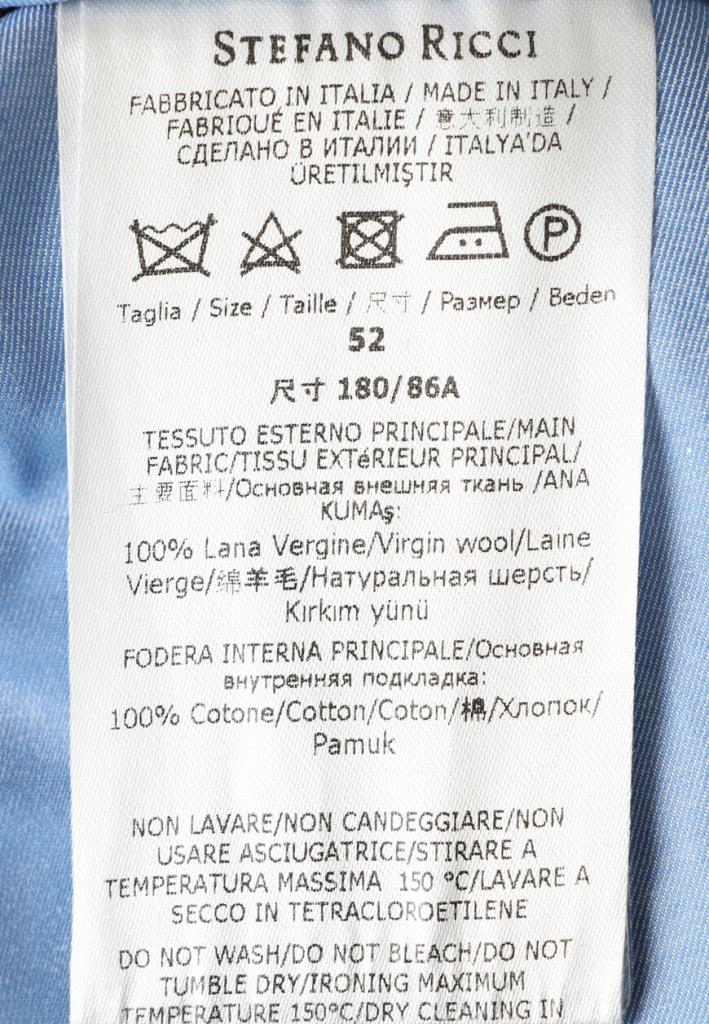 STEFANO RICCI
FABBRICATO IN ITALIA / MADE IN ITALY /
FABRIQUÉ EN ITALIE / 意大利制造 /
СДЕЛАНО В ИТАЛИИ / ITALYA'DA
ÜRETILMIŞTIR
P
Taglia / Size / Taille / 尺寸 / Размер / Beden
52
尺寸 180/86A
TESSUTO ESTERNO PRINCIPALE/MAIN
FABRIC/TISSU EXTéRIEUR PRINCIPAL/
主要面料/Основная внешняя ткань /ANA
KUMAş:
100% Lana Vergine/Virgin wool/Laine
Vierge/绵羊毛/Натуральная шерсть/
Kırkım yünü
FODERA INTERNA PRINCIPALE/Основная
внутренняя подкладка:
100% Cotone/Cotton/Coton/棉/Хлопок/
Pamuk
NON LAVARE/NON CANDEGGIARE/NON
USARE ASCIUGATRICE/STIRARE A
TEMPERATURA MASSIMA 150 °C/LAVARE A
SECCO IN TETRACLOROETILENE
DO NOT WASH/DO NOT BLEACH/DO NOT
TUMBLE DRY/IRONING MAXIMUM
TEMPERATURE 150°C/DRY CLEANING IN